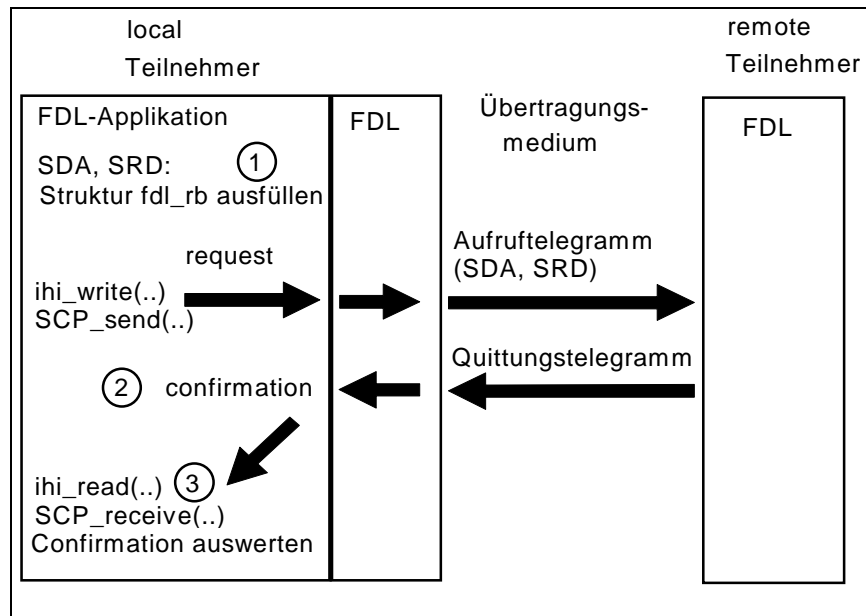 local
Teilnehmer
remote
Teilnehmer
FDL-Applikation
SDA, SRD: 1
Struktur fdl_rb ausfüllen
request
ihi_write(..)
SCP_send(..)
2 confirmation
ihi_read(..) 3
SCP_receive(..)
Confirmation auswerten
FDL
Übertragungs-
medium
Aufruftelegramm
(SDA, SRD)
Quittungstelegramm
FDL